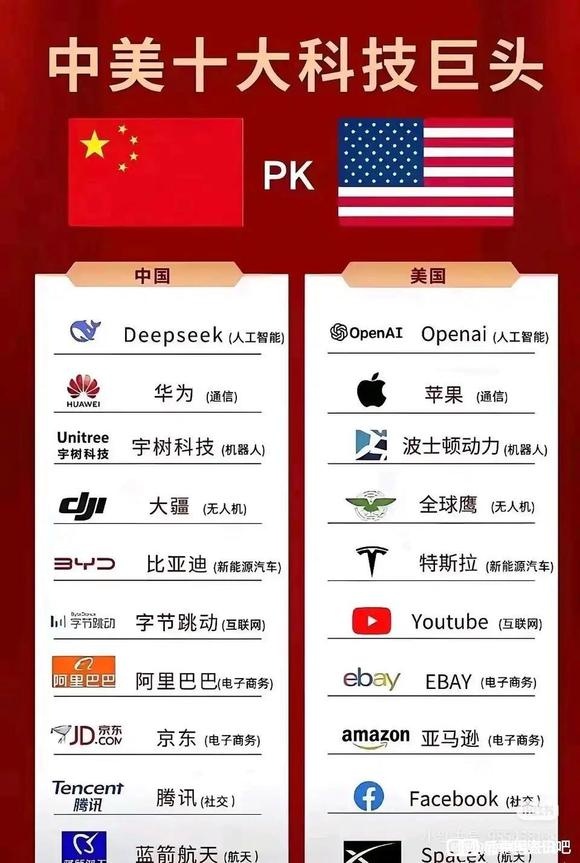 中美十大科技巨头
PK
中国
美国
Deepseek (人工智能)
OpenAI Openai (人工智能)
HUAWEI 华为 (通信)
苹果 (通信)
Unitree
宇树科技 宇树科技 (机器人)
波士顿动力 (机器人)
dji 大疆 (无人机)
全球鹰 (无人机)
BYD 比亚迪 (新能源汽车)
特斯拉 (新能源汽车)
ByteDance
字节跳动 字节跳动 (互联网)
Youtube (互联网)
阿里巴巴 阿里巴巴 (电子商务)
ebay EBAY (电子商务)
JD.COM 京东 京东 (电子商务)
amazon 亚马逊 (电子商务)
Tencent
腾讯 腾讯 (社交)
Facebook (社交)
蓝箭航天 (航天)
SpaceX (航天)